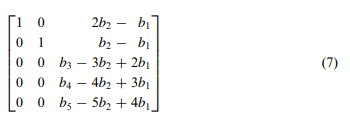 1 0 2b₂ − b₁
0 1 b₂ − b₁
0 0 b₃ − 3b₂ + 2b₁ (7)
0 0 b₄ − 4b₂ + 3b₁
0 0 b₅ − 5b₂ + 4b₁